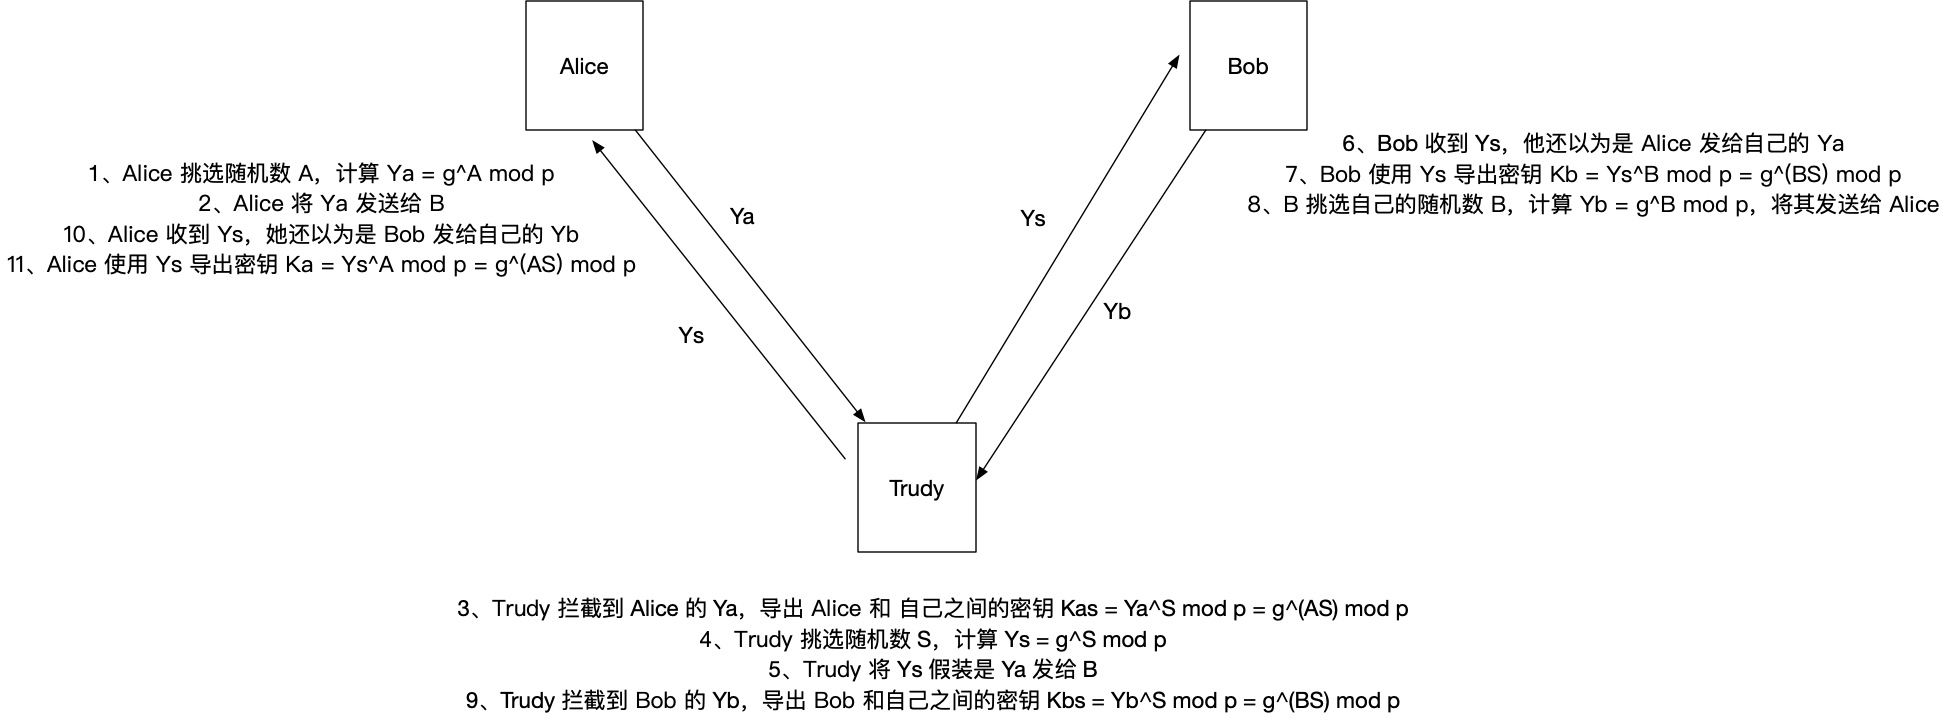 Alice
Bob
1、Alice 挑选随机数 A，计算 Ya = g^A mod p
2、Alice 将 Ya 发送给 B
10、Alice 收到 Ys，她还以为是 Bob 发给自己的 Yb
11、Alice 使用 Ys 导出密钥 Ka = Ys^A mod p = g^(AS) mod p
Ya
Ys
Ys
Yb
6、Bob 收到 Ys，他还以为是 Alice 发给自己的 Ya
7、Bob 使用 Ys 导出密钥 Kb = Ys^B mod p = g^(BS) mod p
8、B 挑选自己的随机数 B，计算 Yb = g^B mod p，将其发送给 Alice
Trudy
3、Trudy 拦截到 Alice 的 Ya，导出 Alice 和 自己之间的密钥 Kas = Ya^S mod p = g^(AS) mod p
4、Trudy 挑选随机数 S，计算 Ys = g^S mod p
5、Trudy 将 Ys 假装是 Ya 发给 B
9、Trudy 拦截到 Bob 的 Yb，导出 Bob 和自己之间的密钥 Kbs = Yb^S mod p = g^(BS) mod p